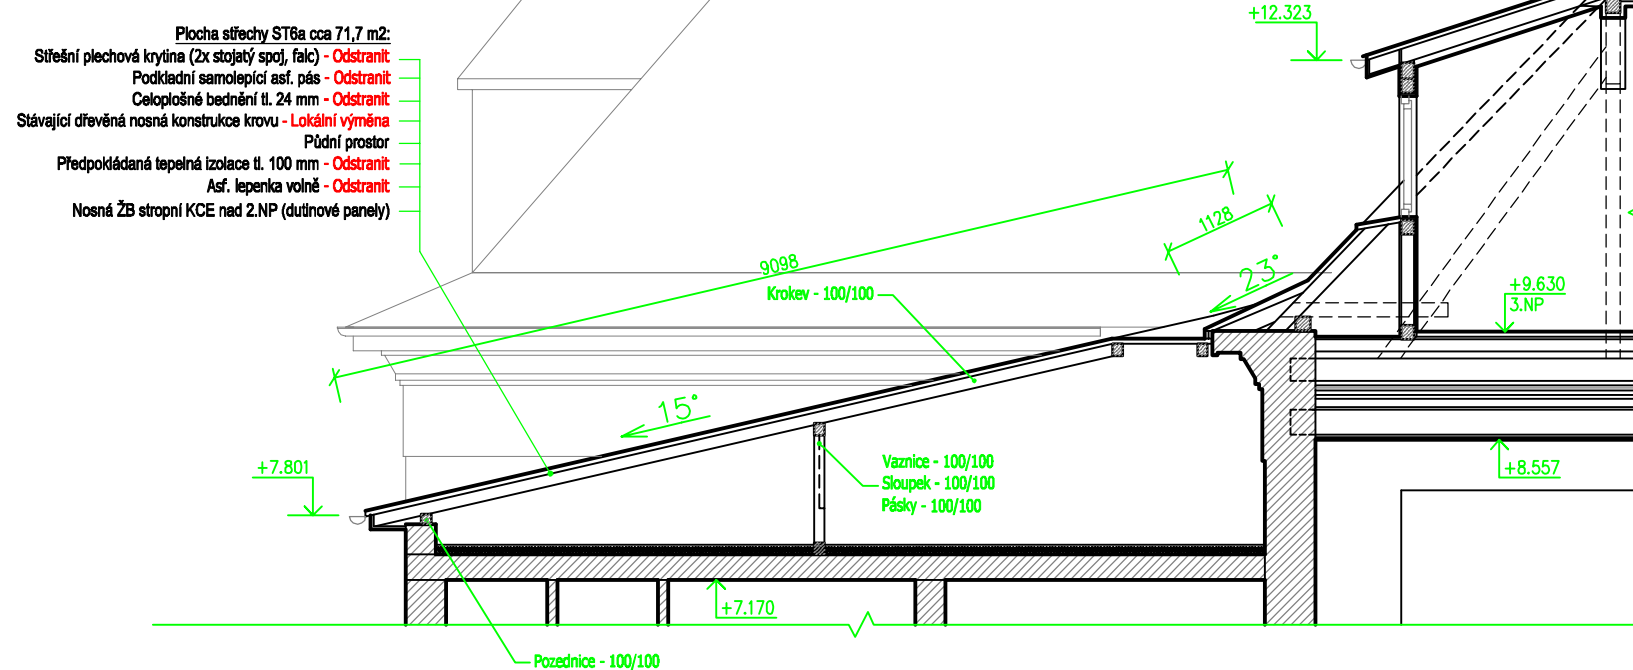 Plocha střechy ST6a cca 71,7 m2:
Střešní plechová krytina (2x stojatý spoj, falc) - Odstranit
Podkladní samolepící asf. pás - Odstranit
Celoplošné bednění tl. 24 mm - Odstranit
Stávající dřevěná nosná konstrukce krovu - Lokální výměna
Půdní prostor
Předpokládaná tepelná izolace tl. 100 mm - Odstranit
Asf. lepenka volně - Odstranit
Nosná ŽB stropní KCE nad 2.NP (dutinové panely)
+12.323
1128
9098
23°
Krokev - 100/100
+9.630
3.NP
15°
+7.801
Vaznice - 100/100
Sloupek - 100/100
Pásky - 100/100
+8.557
+7.170
Pozednice - 100/100